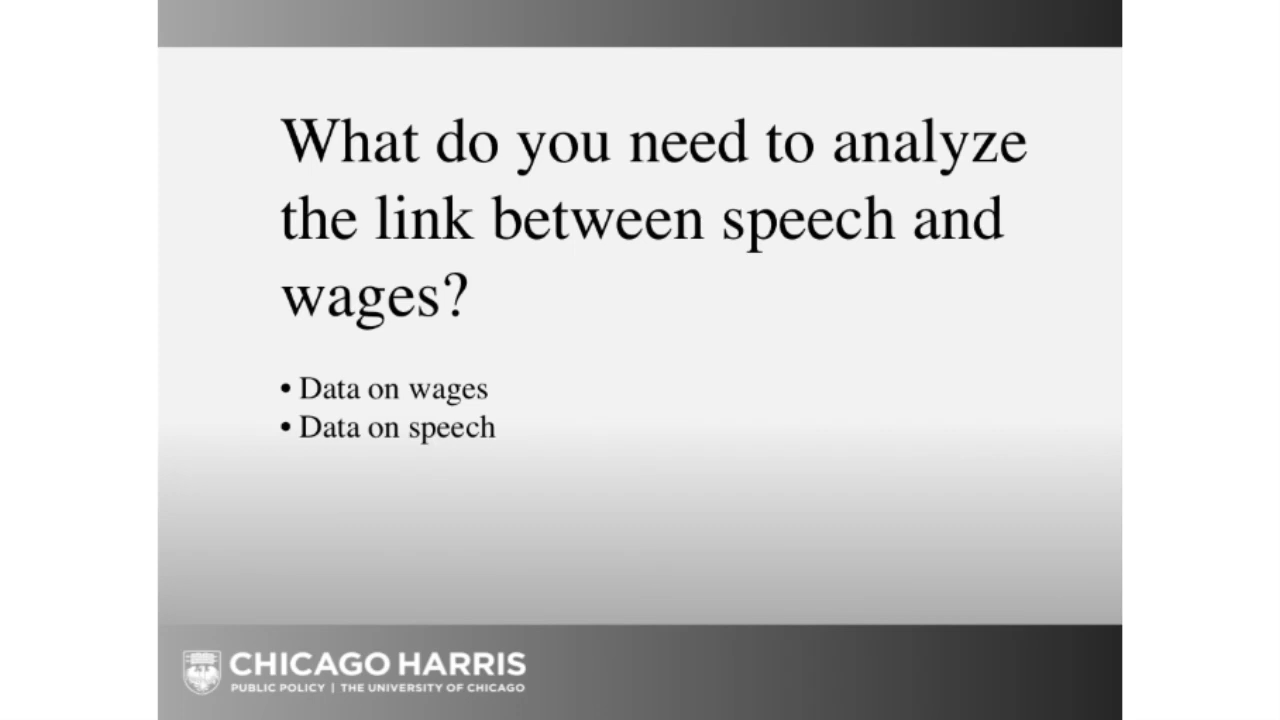 What do you need to analyze
the link between speech and
wages?
• Data on wages
• Data on speech
CHICAGO HARRIS
PUBLIC POLICY | THE UNIVERSITY OF CHICAGO